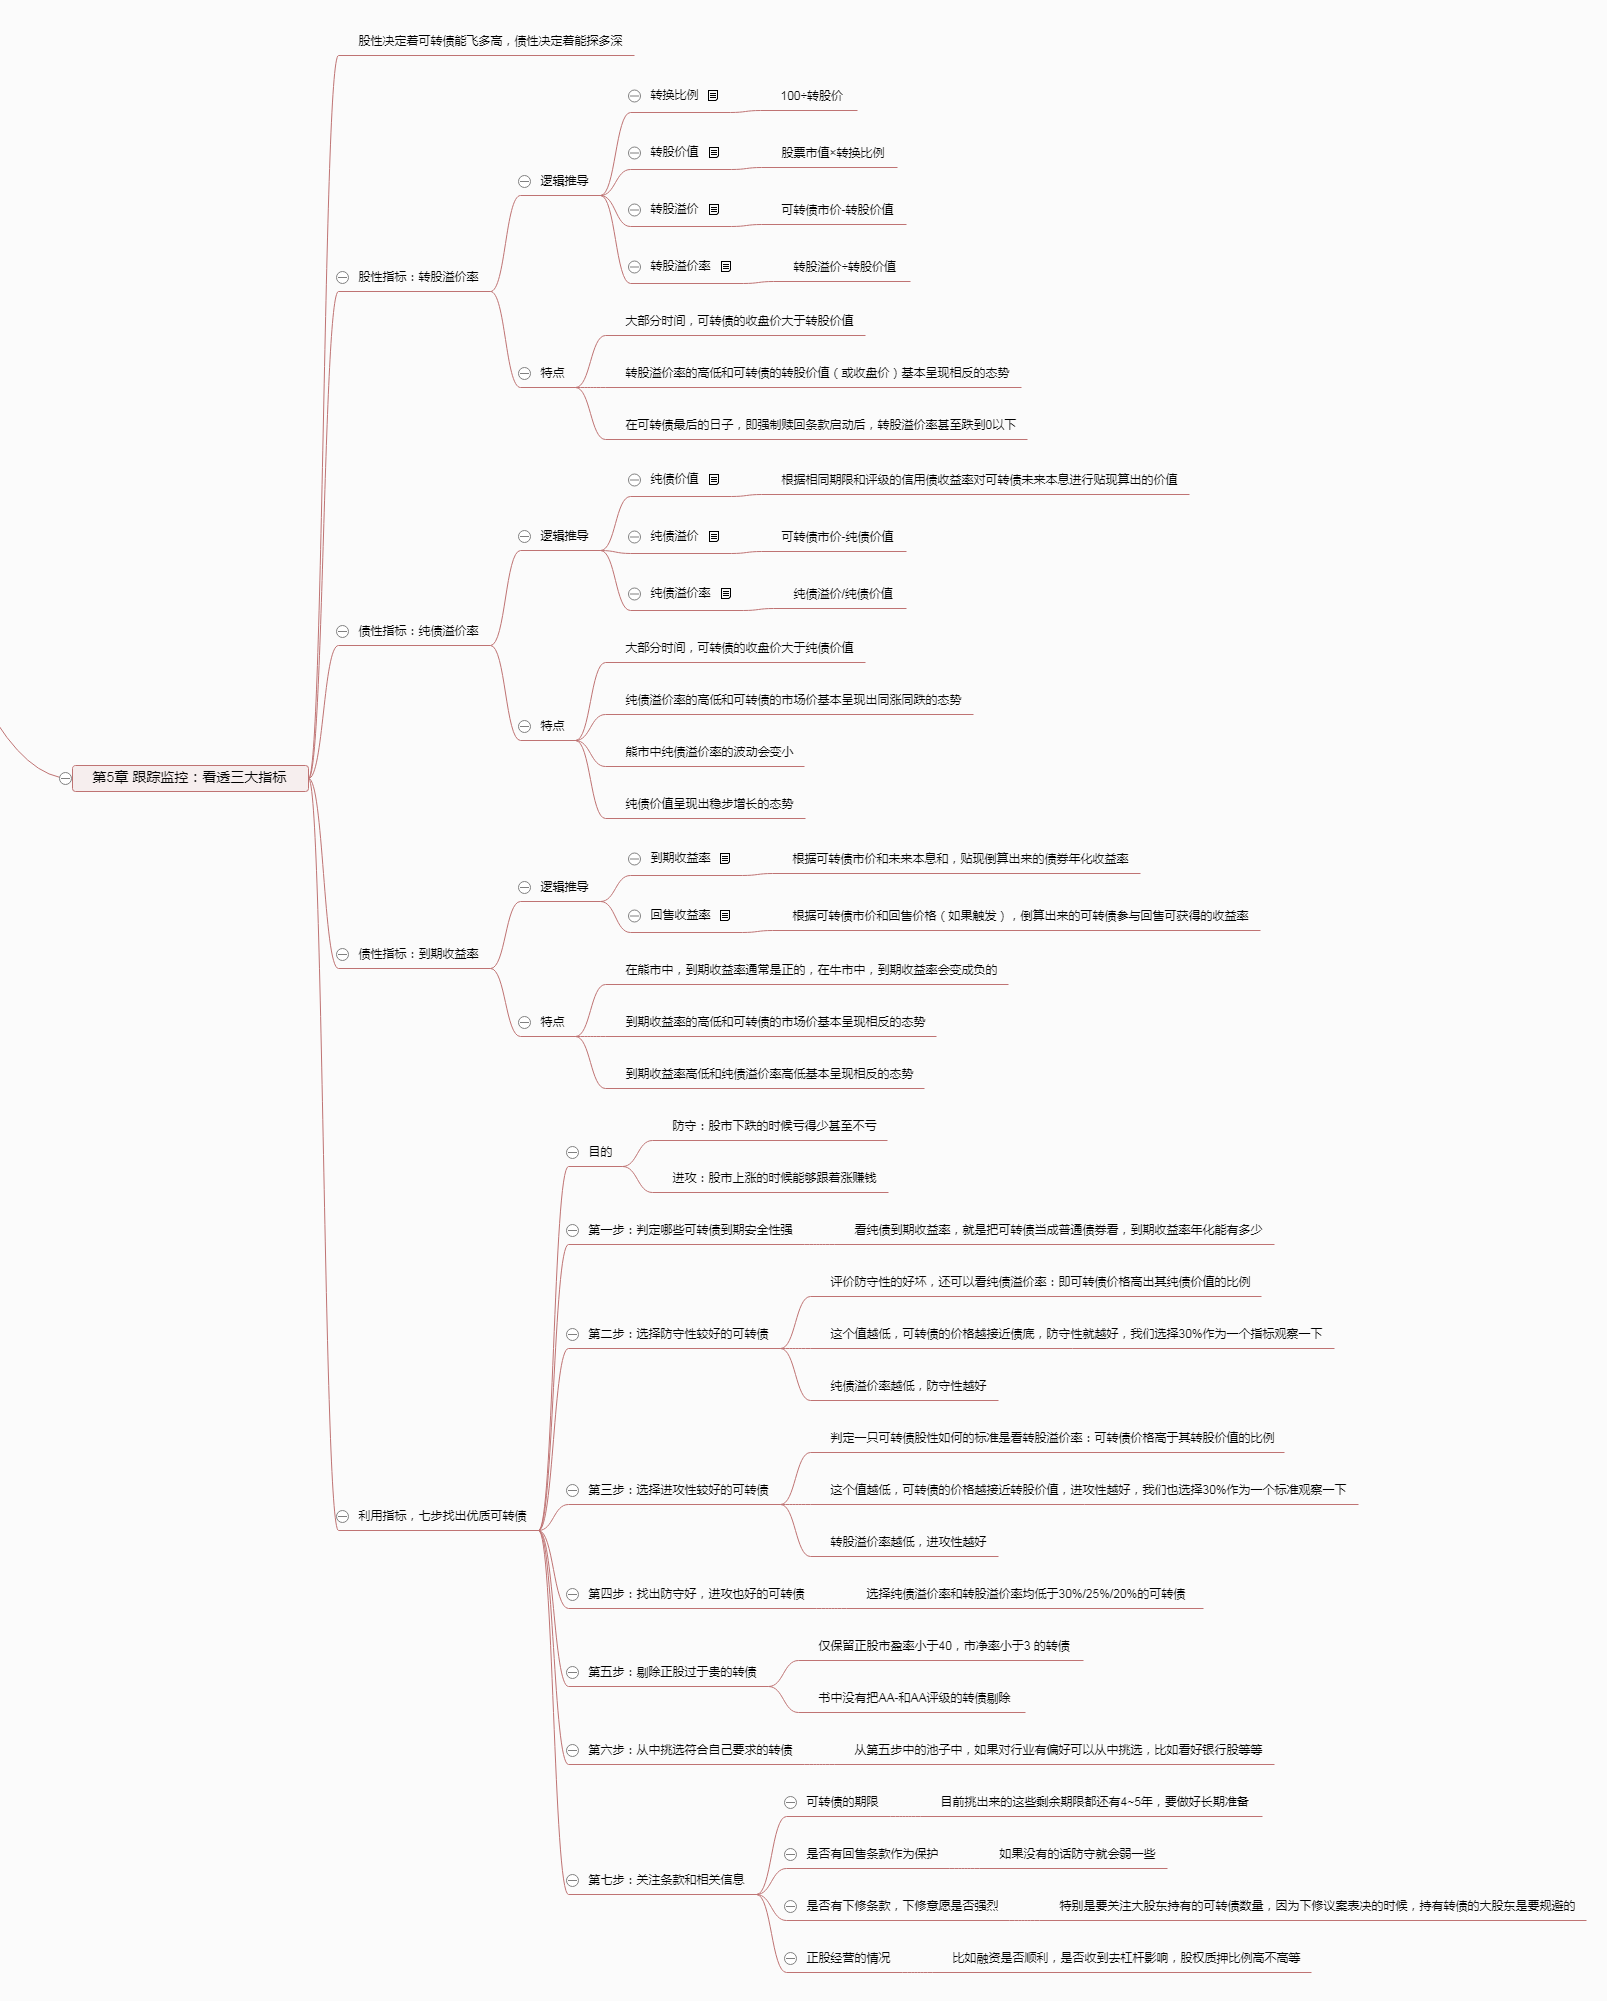 第5章 跟踪监控：看透三大指标
股性决定着可转债能飞多高，债性决定着能探多深
股性指标：转股溢价率
逻辑推导
转换比例
100÷转股价
转股价值
股票市值×转换比例
转股溢价
可转债市价-转股价值
转股溢价率
转股溢价÷转股价值
特点
大部分时间，可转债的收盘价大于转股价值
转股溢价率的高低和可转债的转股价值（或收盘价）基本呈现相反的态势
在可转债最后的日子，即强制赎回条款启动后，转股溢价率甚至跌到0以下
债性指标：纯债溢价率
逻辑推导
纯债价值
根据相同期限和评级的信用债收益率对可转债未来本息进行贴现算出的价值
纯债溢价
可转债市价-纯债价值
纯债溢价率
纯债溢价/纯债价值
特点
大部分时间，可转债的收盘价大于纯债价值
纯债溢价率的高低和可转债的市场价基本呈现出同涨同跌的态势
熊市中纯债溢价率的波动会变小
纯债价值呈现出稳步增长的态势
债性指标：到期收益率
逻辑推导
到期收益率
根据可转债市价和未来本息和，贴现倒算出来的债券年化收益率
回售收益率
根据可转债市价和回售价格（如果触发），倒算出来的可转债参与回售可获得的收益率
特点
在熊市中，到期收益率通常是正的，在牛市中，到期收益率会变成负的
到期收益率的高低和可转债的市场价基本呈现相反的态势
到期收益率高低和纯债溢价率高低基本呈现相反的态势
利用指标，七步找出优质可转债
目的
防守：股市下跌的时候亏得少甚至不亏
进攻：股市上涨的时候能够跟着涨赚钱
第一步：判定哪些可转债到期安全性强
看纯债到期收益率，就是把可转债当成普通债券看，到期收益率年化能有多少
第二步：选择防守性较好的可转债
评价防守性的好坏，还可以看纯债溢价率：即可转债价格高出其纯债价值的比例
这个值越低，可转债的价格越接近债底，防守性就越好，我们选择30%作为一个指标观察一下
纯债溢价率越低，防守性越好
第三步：选择进攻性较好的可转债
判定一只可转债股性如何的标准是看转股溢价率：可转债价格高于其转股价值的比例
这个值越低，可转债的价格越接近转股价值，进攻性越好，我们也选择30%作为一个标准观察一下
转股溢价率越低，进攻性越好
第四步：找出防守好，进攻也好的可转债
选择纯债溢价率和转股溢价率均低于30%/25%/20%的可转债
第五步：剔除正股过于贵的转债
仅保留正股市盈率小于40，市净率小于3 的转债
书中没有把AA-和AA评级的转债剔除
第六步：从中挑选符合自己要求的转债
从第五步中的池子中，如果对行业有偏好可以从中挑选，比如看好银行股等等
第七步：关注条款和相关信息
可转债的期限
目前挑出来的这些剩余期限都还有4~5年，要做好长期准备
是否有回售条款作为保护
如果没有的话防守就会弱一些
是否有下修条款，下修意愿是否强烈
特别是要关注大股东持有的可转债数量，因为下修议案表决的时候，持有转债的大股东是要规避的
正股经营的情况
比如融资是否顺利，是否收到去杠杆影响，股权质押比例高不高等